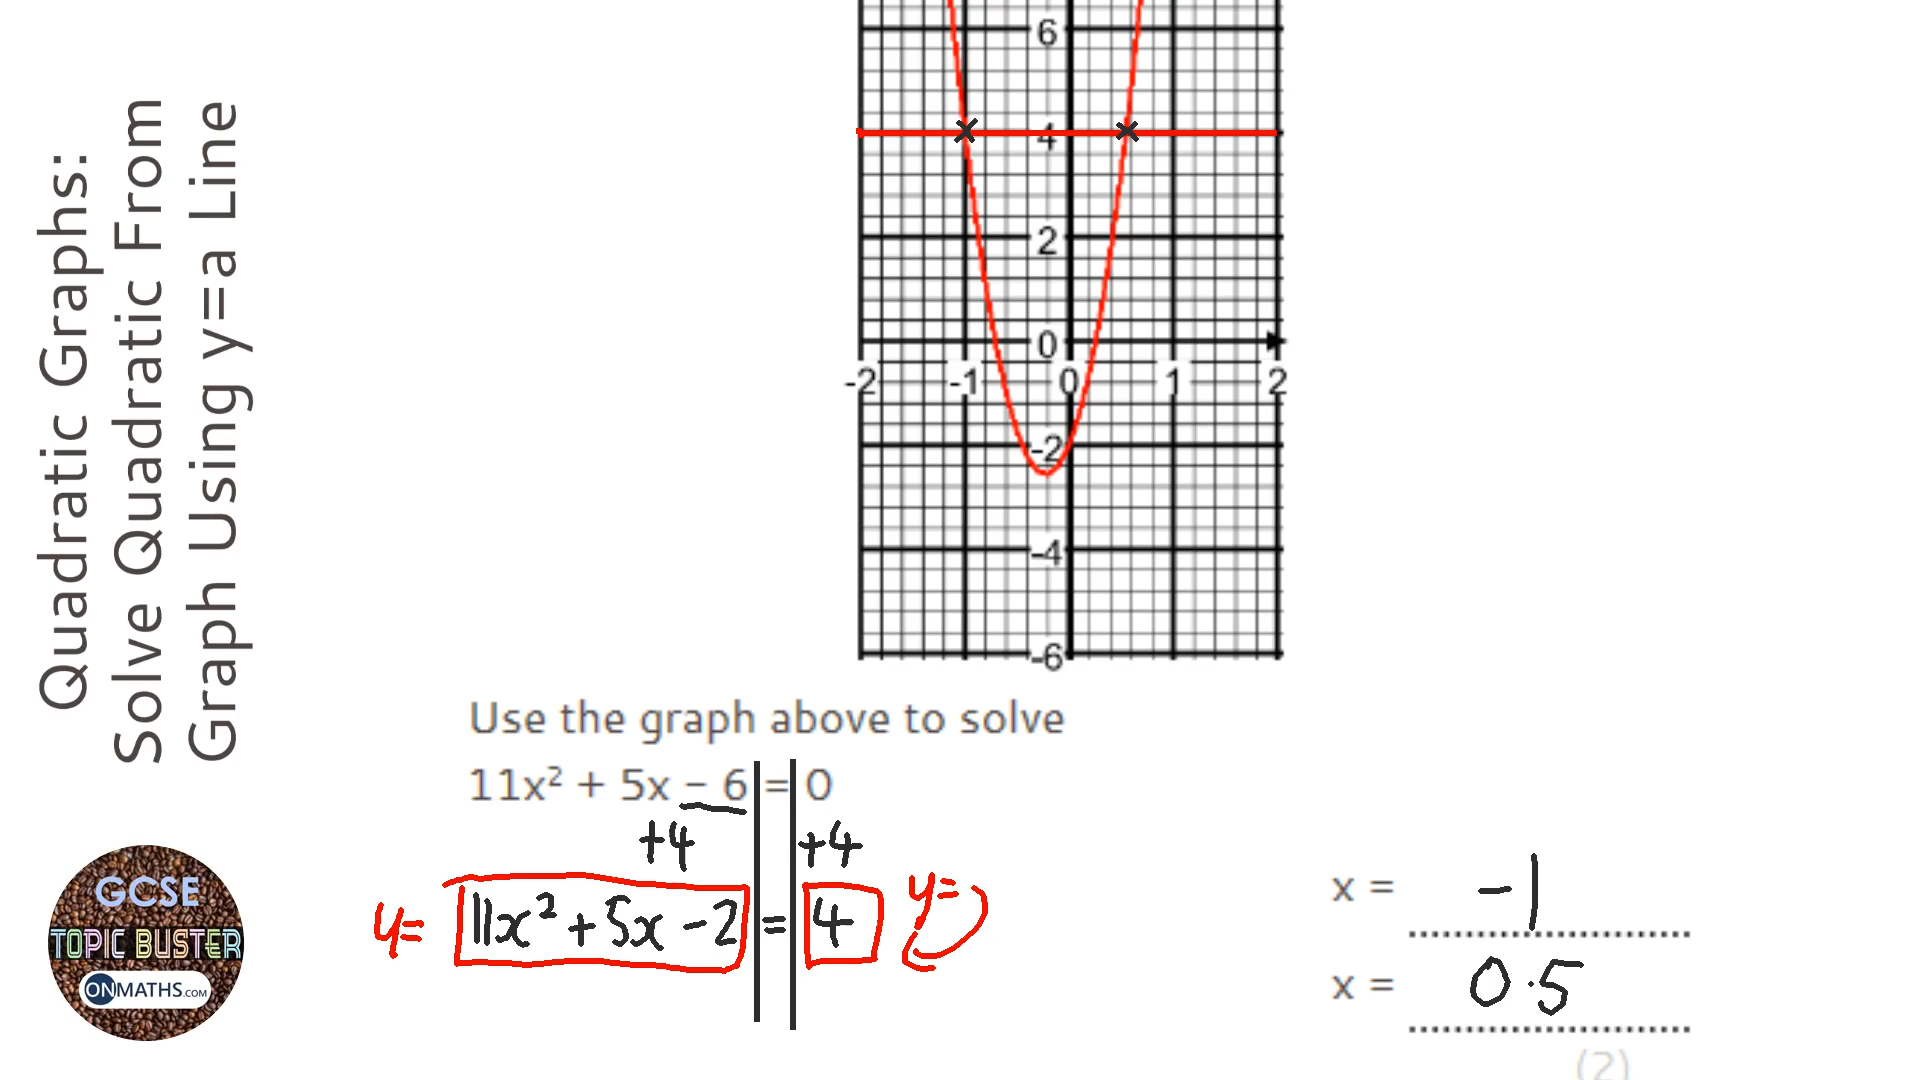 Quadratic Graphs:
Solve Quadratic From
Graph Using y=a Line
6
4
2
0
-2 -1 0 1 2
-2
-4
-6
Use the graph above to solve
11x² + 5x − 6 = 0
+4 +4
y= 11x² + 5x − 2 = 4 y=
x = −1
x = 0.5
(2)
GCSE
TOPIC BUSTER
ONMATHS.COM